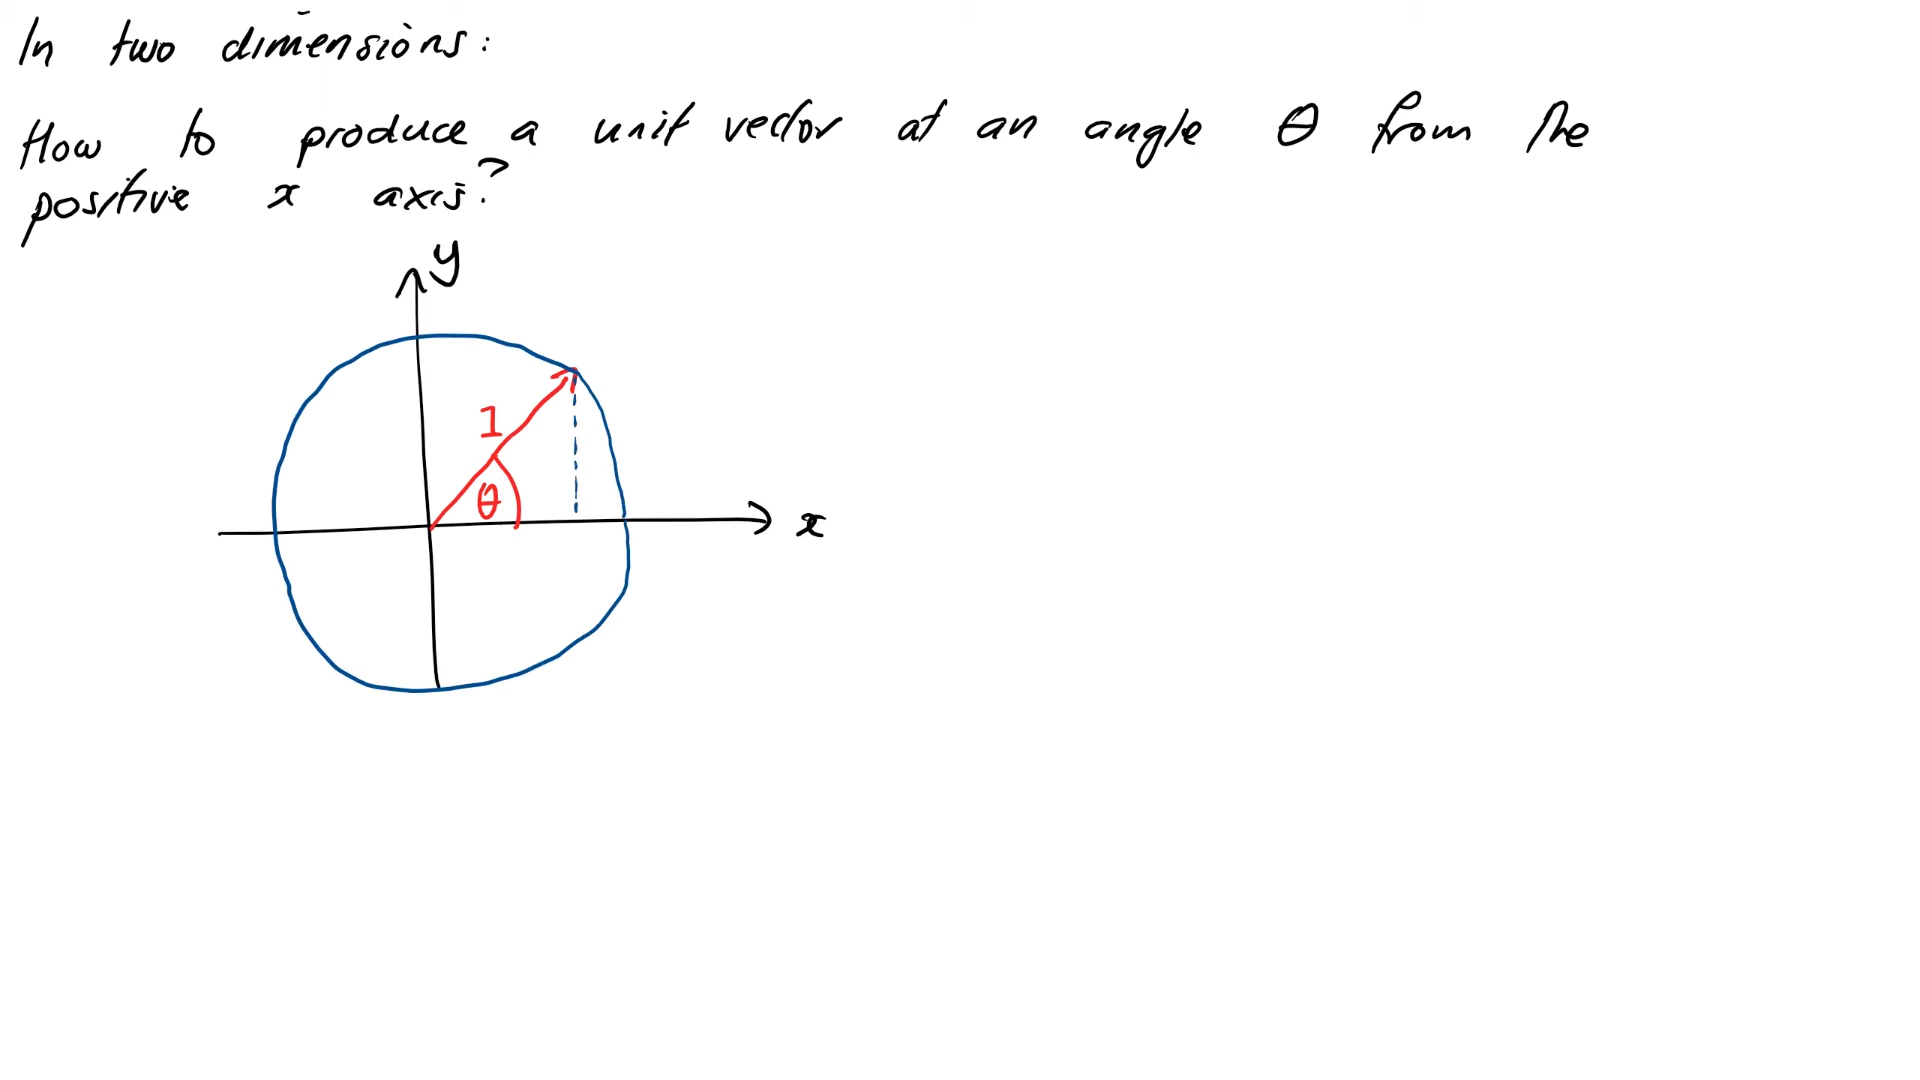 In two dimensions:
How to produce a unit vector at an angle θ from the
positive x axis?
y
1
θ
x